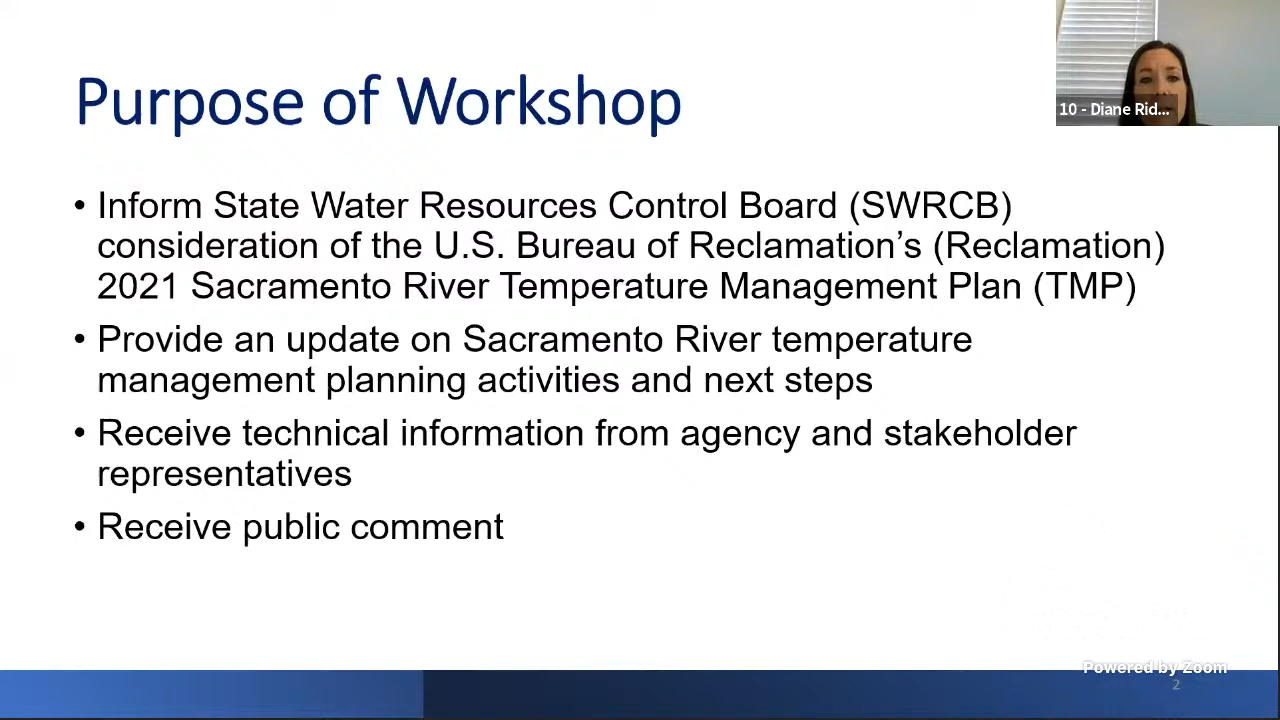 Purpose of Workshop
10 - Diane Rid...
• Inform State Water Resources Control Board (SWRCB)
consideration of the U.S. Bureau of Reclamation’s (Reclamation)
2021 Sacramento River Temperature Management Plan (TMP)
• Provide an update on Sacramento River temperature
management planning activities and next steps
• Receive technical information from agency and stakeholder
representatives
• Receive public comment
Powered by Zoom
2